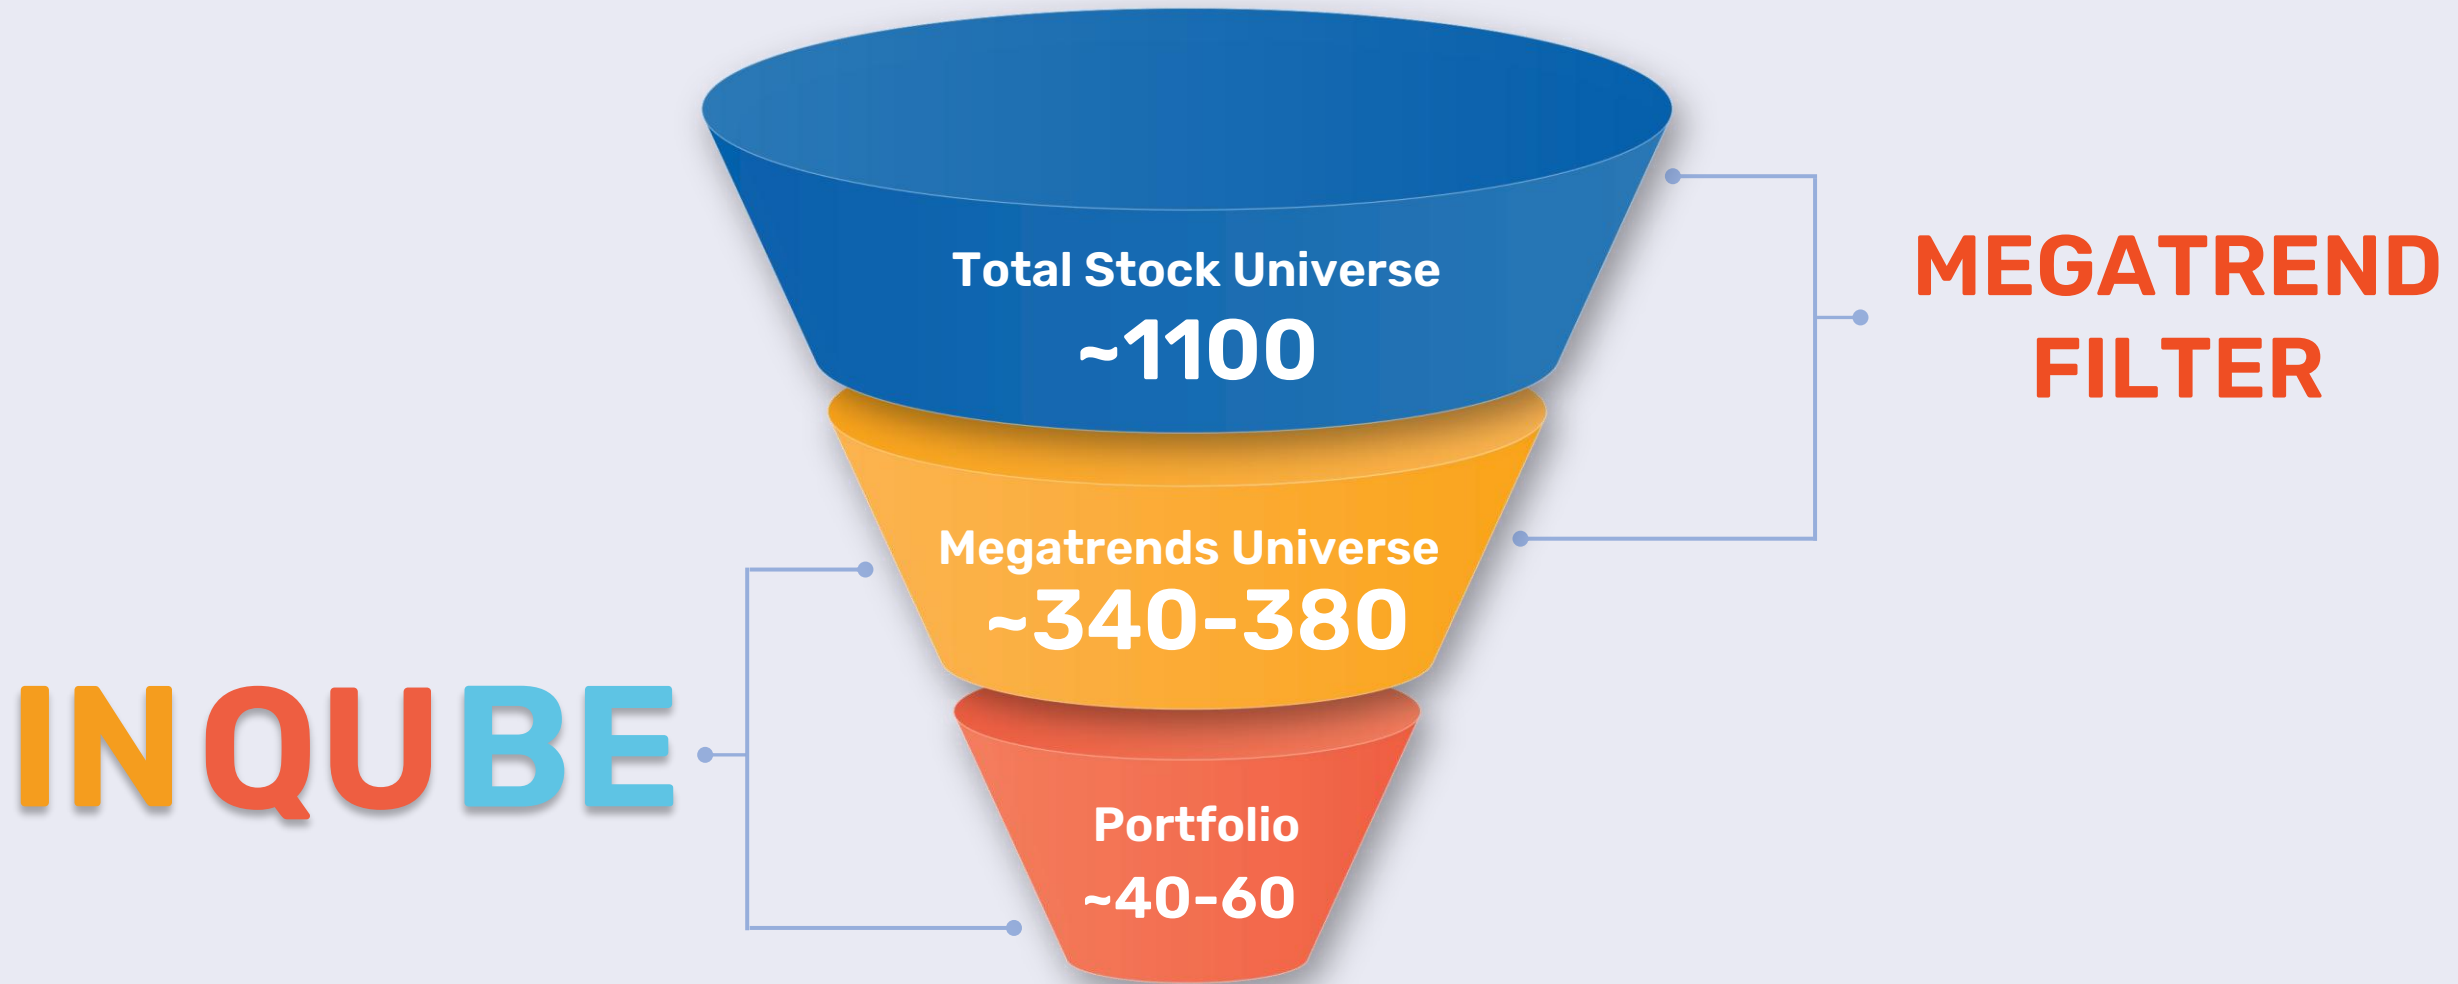 Total Stock Universe
~1100
MEGATREND
FILTER
Megatrends Universe
~340-380
INQUBE
Portfolio
~40-60